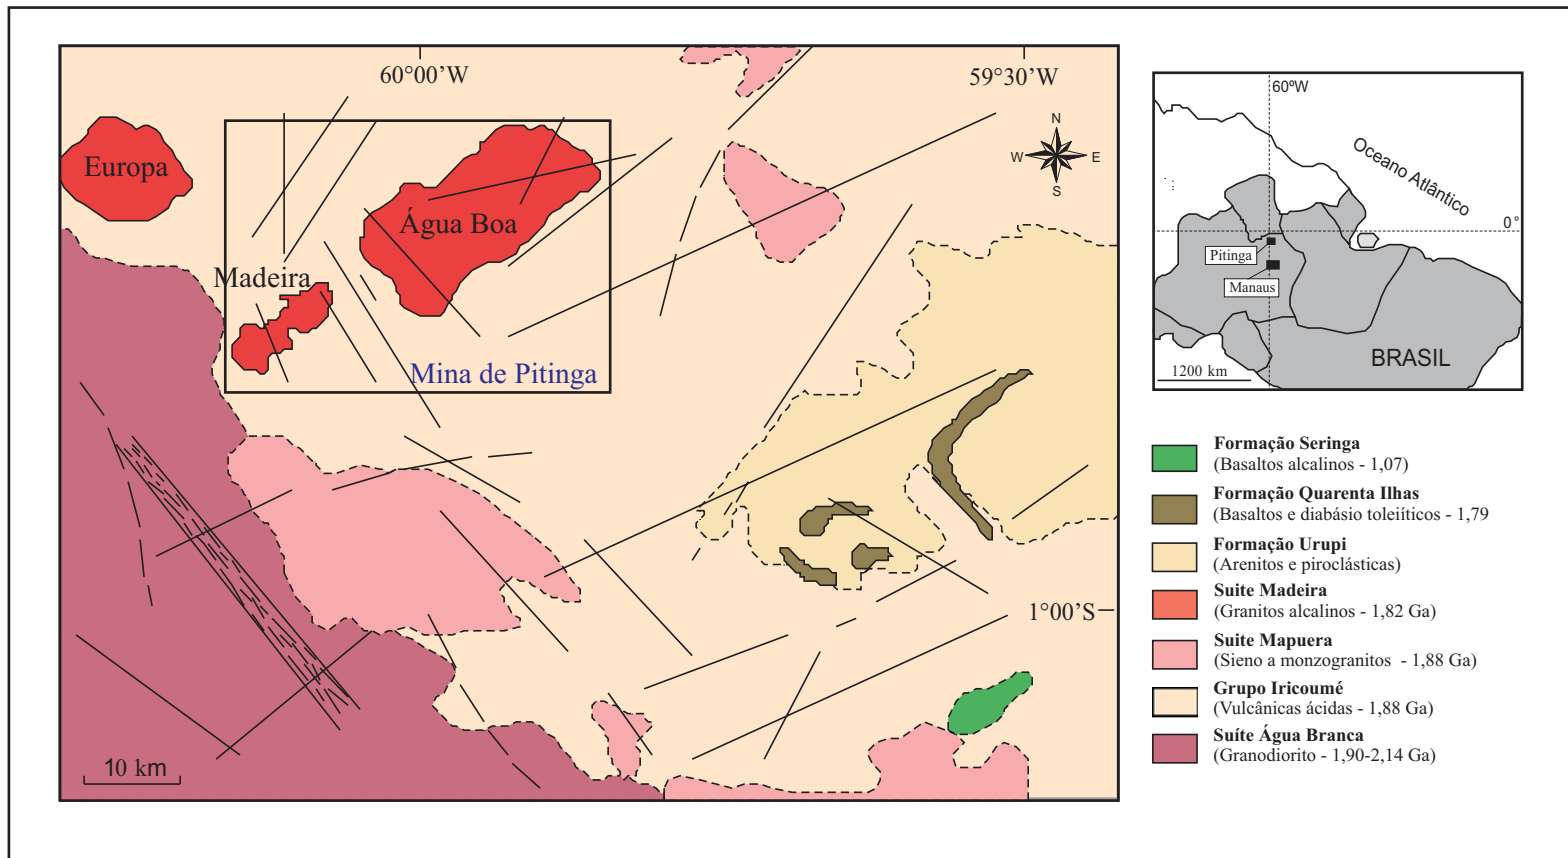 60°00'W
59°30'W
Europa
Água Boa
Madeira
Mina de Pitinga
N
W
E
S
1°00'S
10 km
60ºW
Oceano Atlântico
0°
Pitinga
Manaus
BRASIL
1200 km
Formação Seringa
(Basaltos alcalinos - 1,07)
Formação Quarenta Ilhas
(Basaltos e diabásio toleiíticos - 1,79
Formação Urupi
(Arenitos e piroclásticas)
Suite Madeira
(Granitos alcalinos - 1,82 Ga)
Suite Mapuera
(Sieno a monzogranitos - 1,88 Ga)
Grupo Iricoumé
(Vulcânicas ácidas - 1,88 Ga)
Suíte Água Branca
(Granodiorito - 1,90-2,14 Ga)